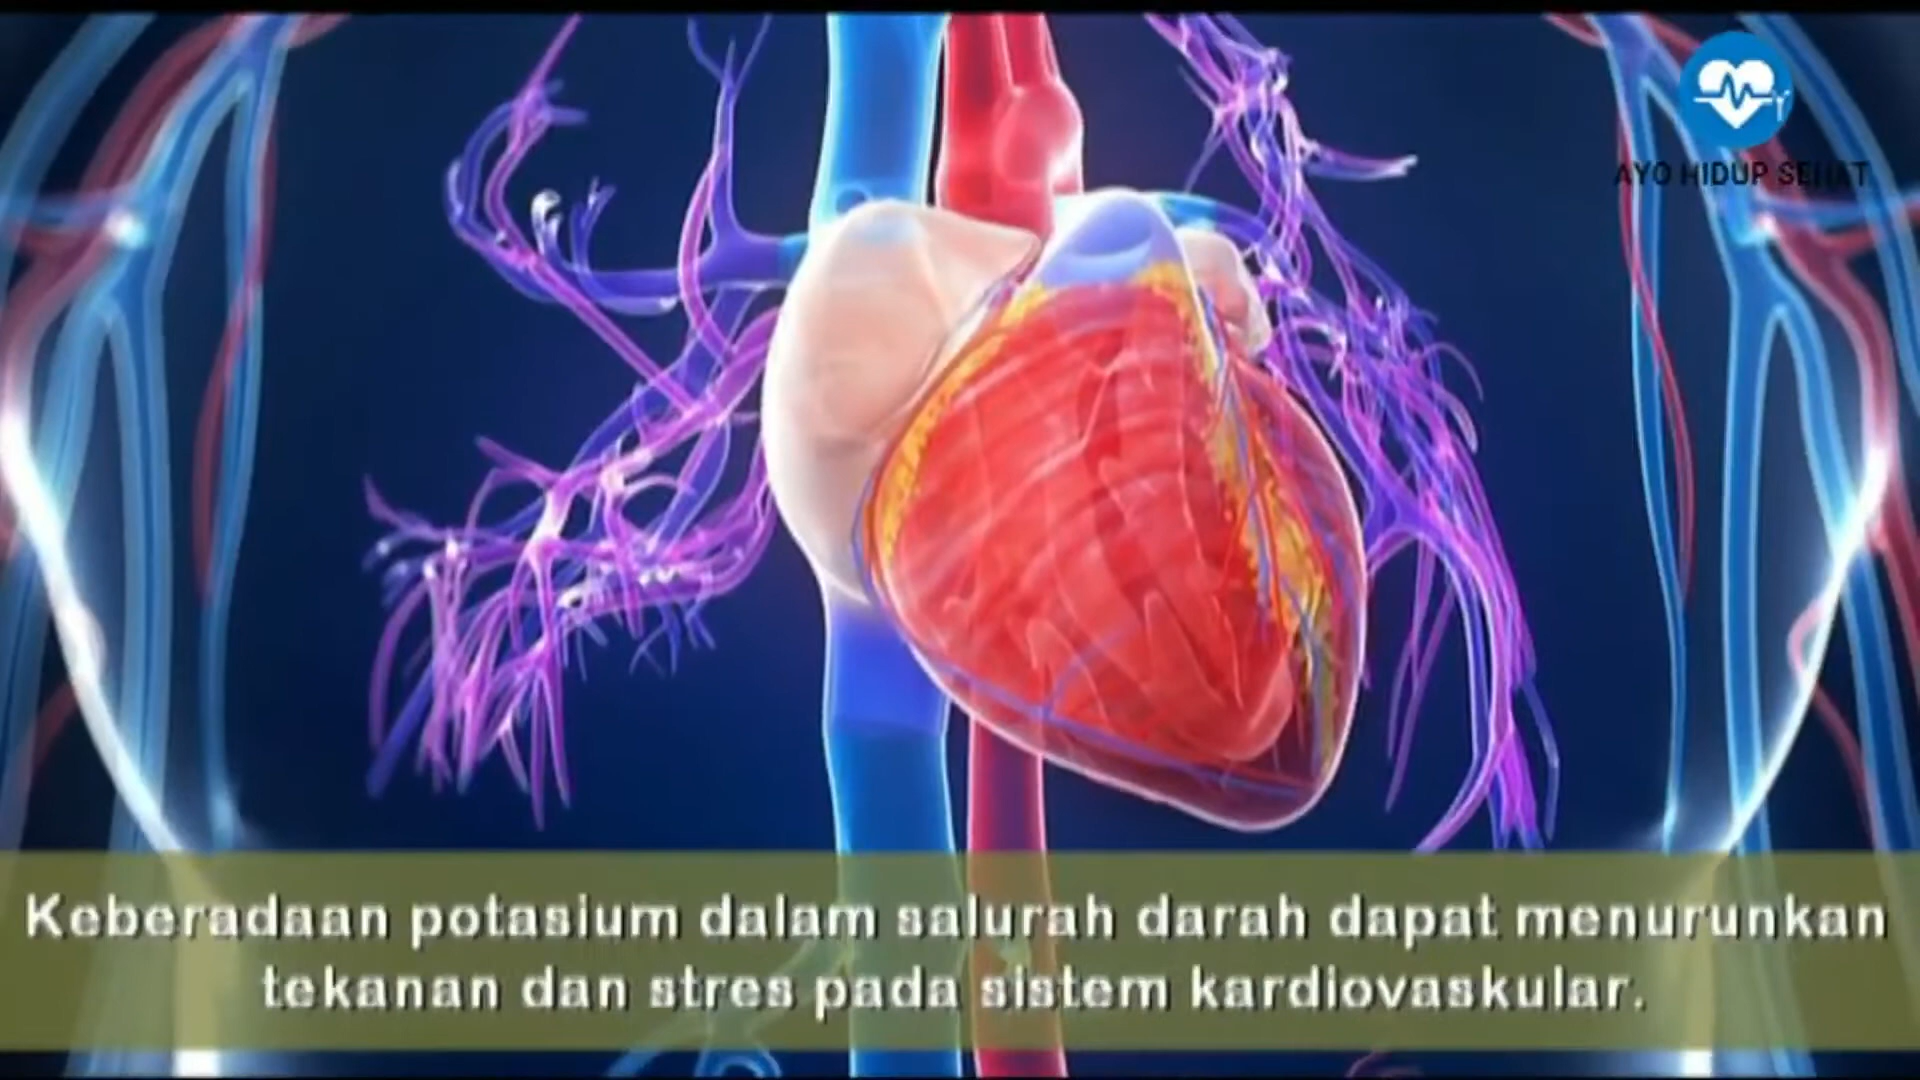 AYO HIDUP SEHAT
Keberadaan potasium dalam salurah darah dapat menurunkan
tekanan dan stres pada sistem kardiovaskular.